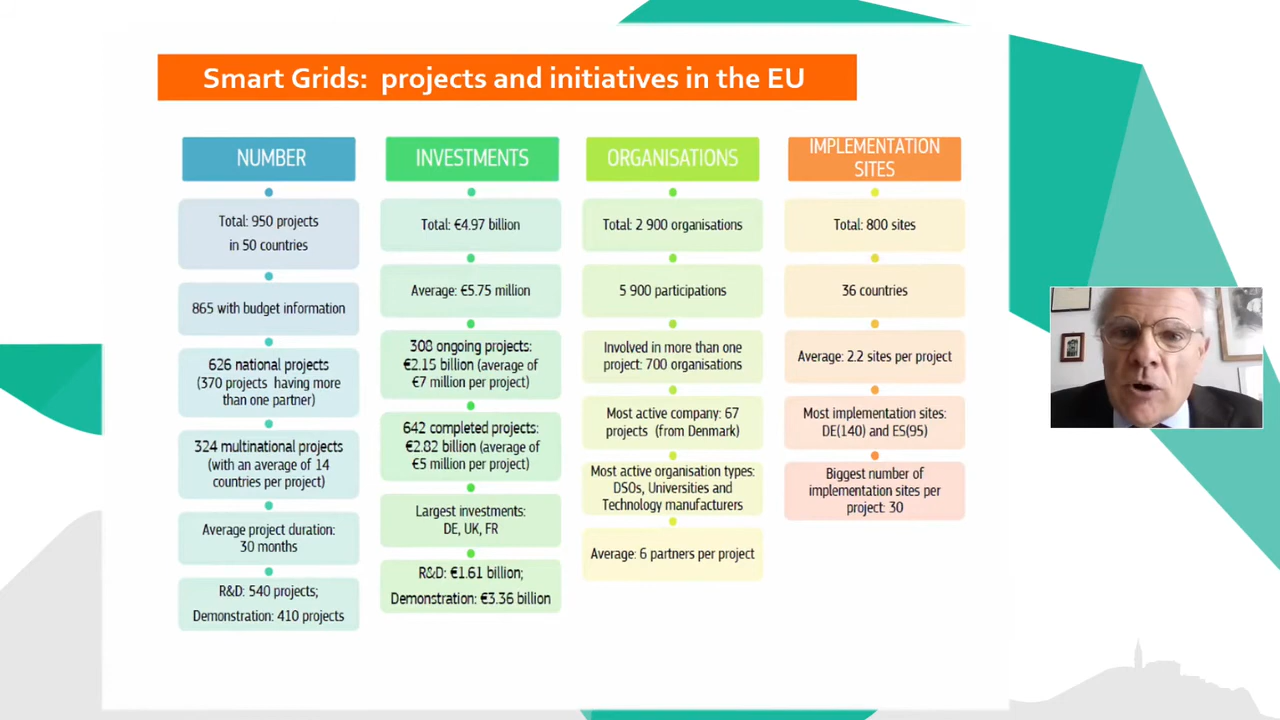 Smart Grids: projects and initiatives in the EU
NUMBER
Total: 950 projects
in 50 countries
865 with budget information
626 national projects
(370 projects having more
than one partner)
324 multinational projects
(with an average of 14
countries per project)
Average project duration:
30 months
R&D: 540 projects;
Demonstration: 410 projects
INVESTMENTS
Total: €4.97 billion
Average: €5.75 million
308 ongoing projects:
€2.15 billion (average of
€7 million per project)
642 completed projects:
€2.82 billion (average of
€5 million per project)
Largest investments:
DE, UK, FR
R&D: €1.61 billion;
Demonstration: €3.36 billion
ORGANISATIONS
Total: 2 900 organisations
5 900 participations
Involved in more than one
project: 700 organisations
Most active company: 67
projects (from Denmark)
Most active organisation types:
DSOs, Universities and
Technology manufacturers
Average: 6 partners per project
IMPLEMENTATION
SITES
Total: 800 sites
36 countries
Average: 2.2 sites per project
Most implementation sites:
DE(140) and ES(95)
Biggest number of
implementation sites per
project: 30